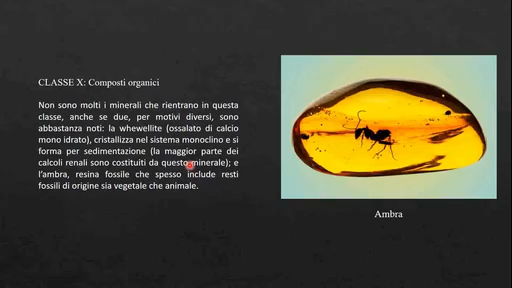 CLASSE X: Composti organici
Non sono molti i minerali che rientrano in questa
classe, anche se due, per motivi diversi, sono
abbastanza noti: la whewellite (ossalato di calcio
mono idrato), cristallizza nel sistema monoclino e si
forma per sedimentazione (la maggior parte dei
calcoli renali sono costituiti da questo minerale); e
l'ambra, resina fossile che spesso include resti
fossili di origine sia vegetale che animale.
Ambra